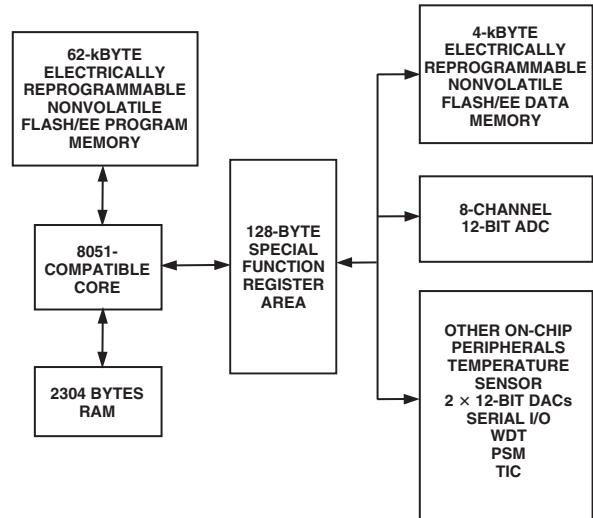 62-kBYTE
ELECTRICALLY
REPROGRAMMABLE
NONVOLATILE
FLASH/EE PROGRAM
MEMORY
8051-
COMPATIBLE
CORE
2304 BYTES
RAM
128-BYTE
SPECIAL
FUNCTION
REGISTER
AREA
4-kBYTE
ELECTRICALLY
REPROGRAMMABLE
NONVOLATILE
FLASH/EE DATA
MEMORY
8-CHANNEL
12-BIT ADC
OTHER ON-CHIP
PERIPHERALS
TEMPERATURE
SENSOR
2 × 12-BIT DACs
SERIAL I/O
WDT
PSM
TIC